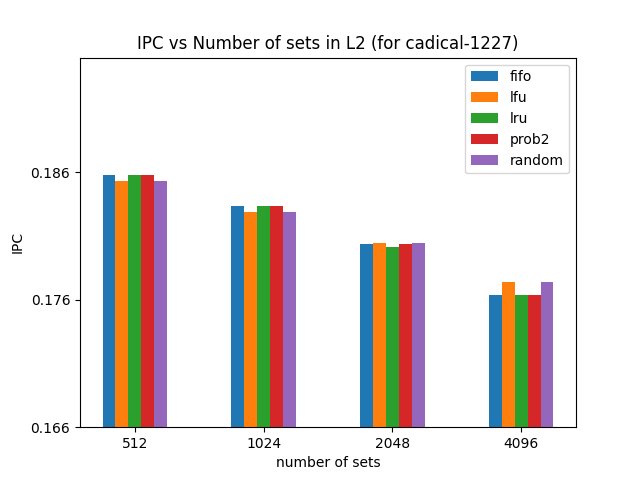 IPC vs Number of sets in L2 (for cadical-1227)
fifo
lfu
lru
prob2
random
0.186
0.176
0.166
IPC
512 1024 2048 4096
number of sets